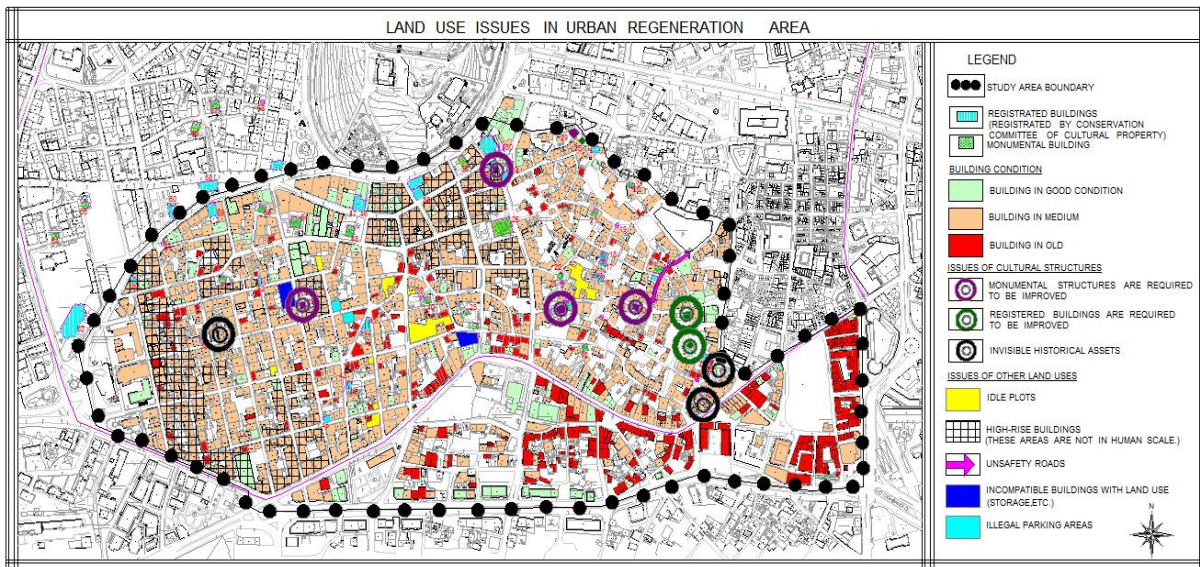 LAND USE ISSUES IN URBAN REGENERATION AREA
LEGEND
STUDY AREA BOUNDARY
REGISTRATED BUILDINGS
(REGISTRATED BY CONSERVATION
COMMITTEE OF CULTURAL PROPERTY)
MONUMENTAL BUILDING
BUILDING CONDITION
BUILDING IN GOOD CONDITION
BUILDING IN MEDIUM
BUILDING IN OLD
ISSUES OF CULTURAL STRUCTURES
MONUMENTAL STRUCTURES ARE REQUIRED
TO BE IMPROVED
REGISTERED BUILDINGS ARE REQUIRED
TO BE IMPROVED
INVISIBLE HISTORICAL ASSETS
ISSUES OF OTHER LAND USES
IDLE PLOTS
HIGH-RISE BUILDINGS
(THESE AREAS ARE NOT IN HUMAN SCALE.)
UNSAFETY ROADS
INCOMPATIBLE BUILDINGS WITH LAND USE
(STORAGE,ETC.)
ILLEGAL PARKING AREAS
N